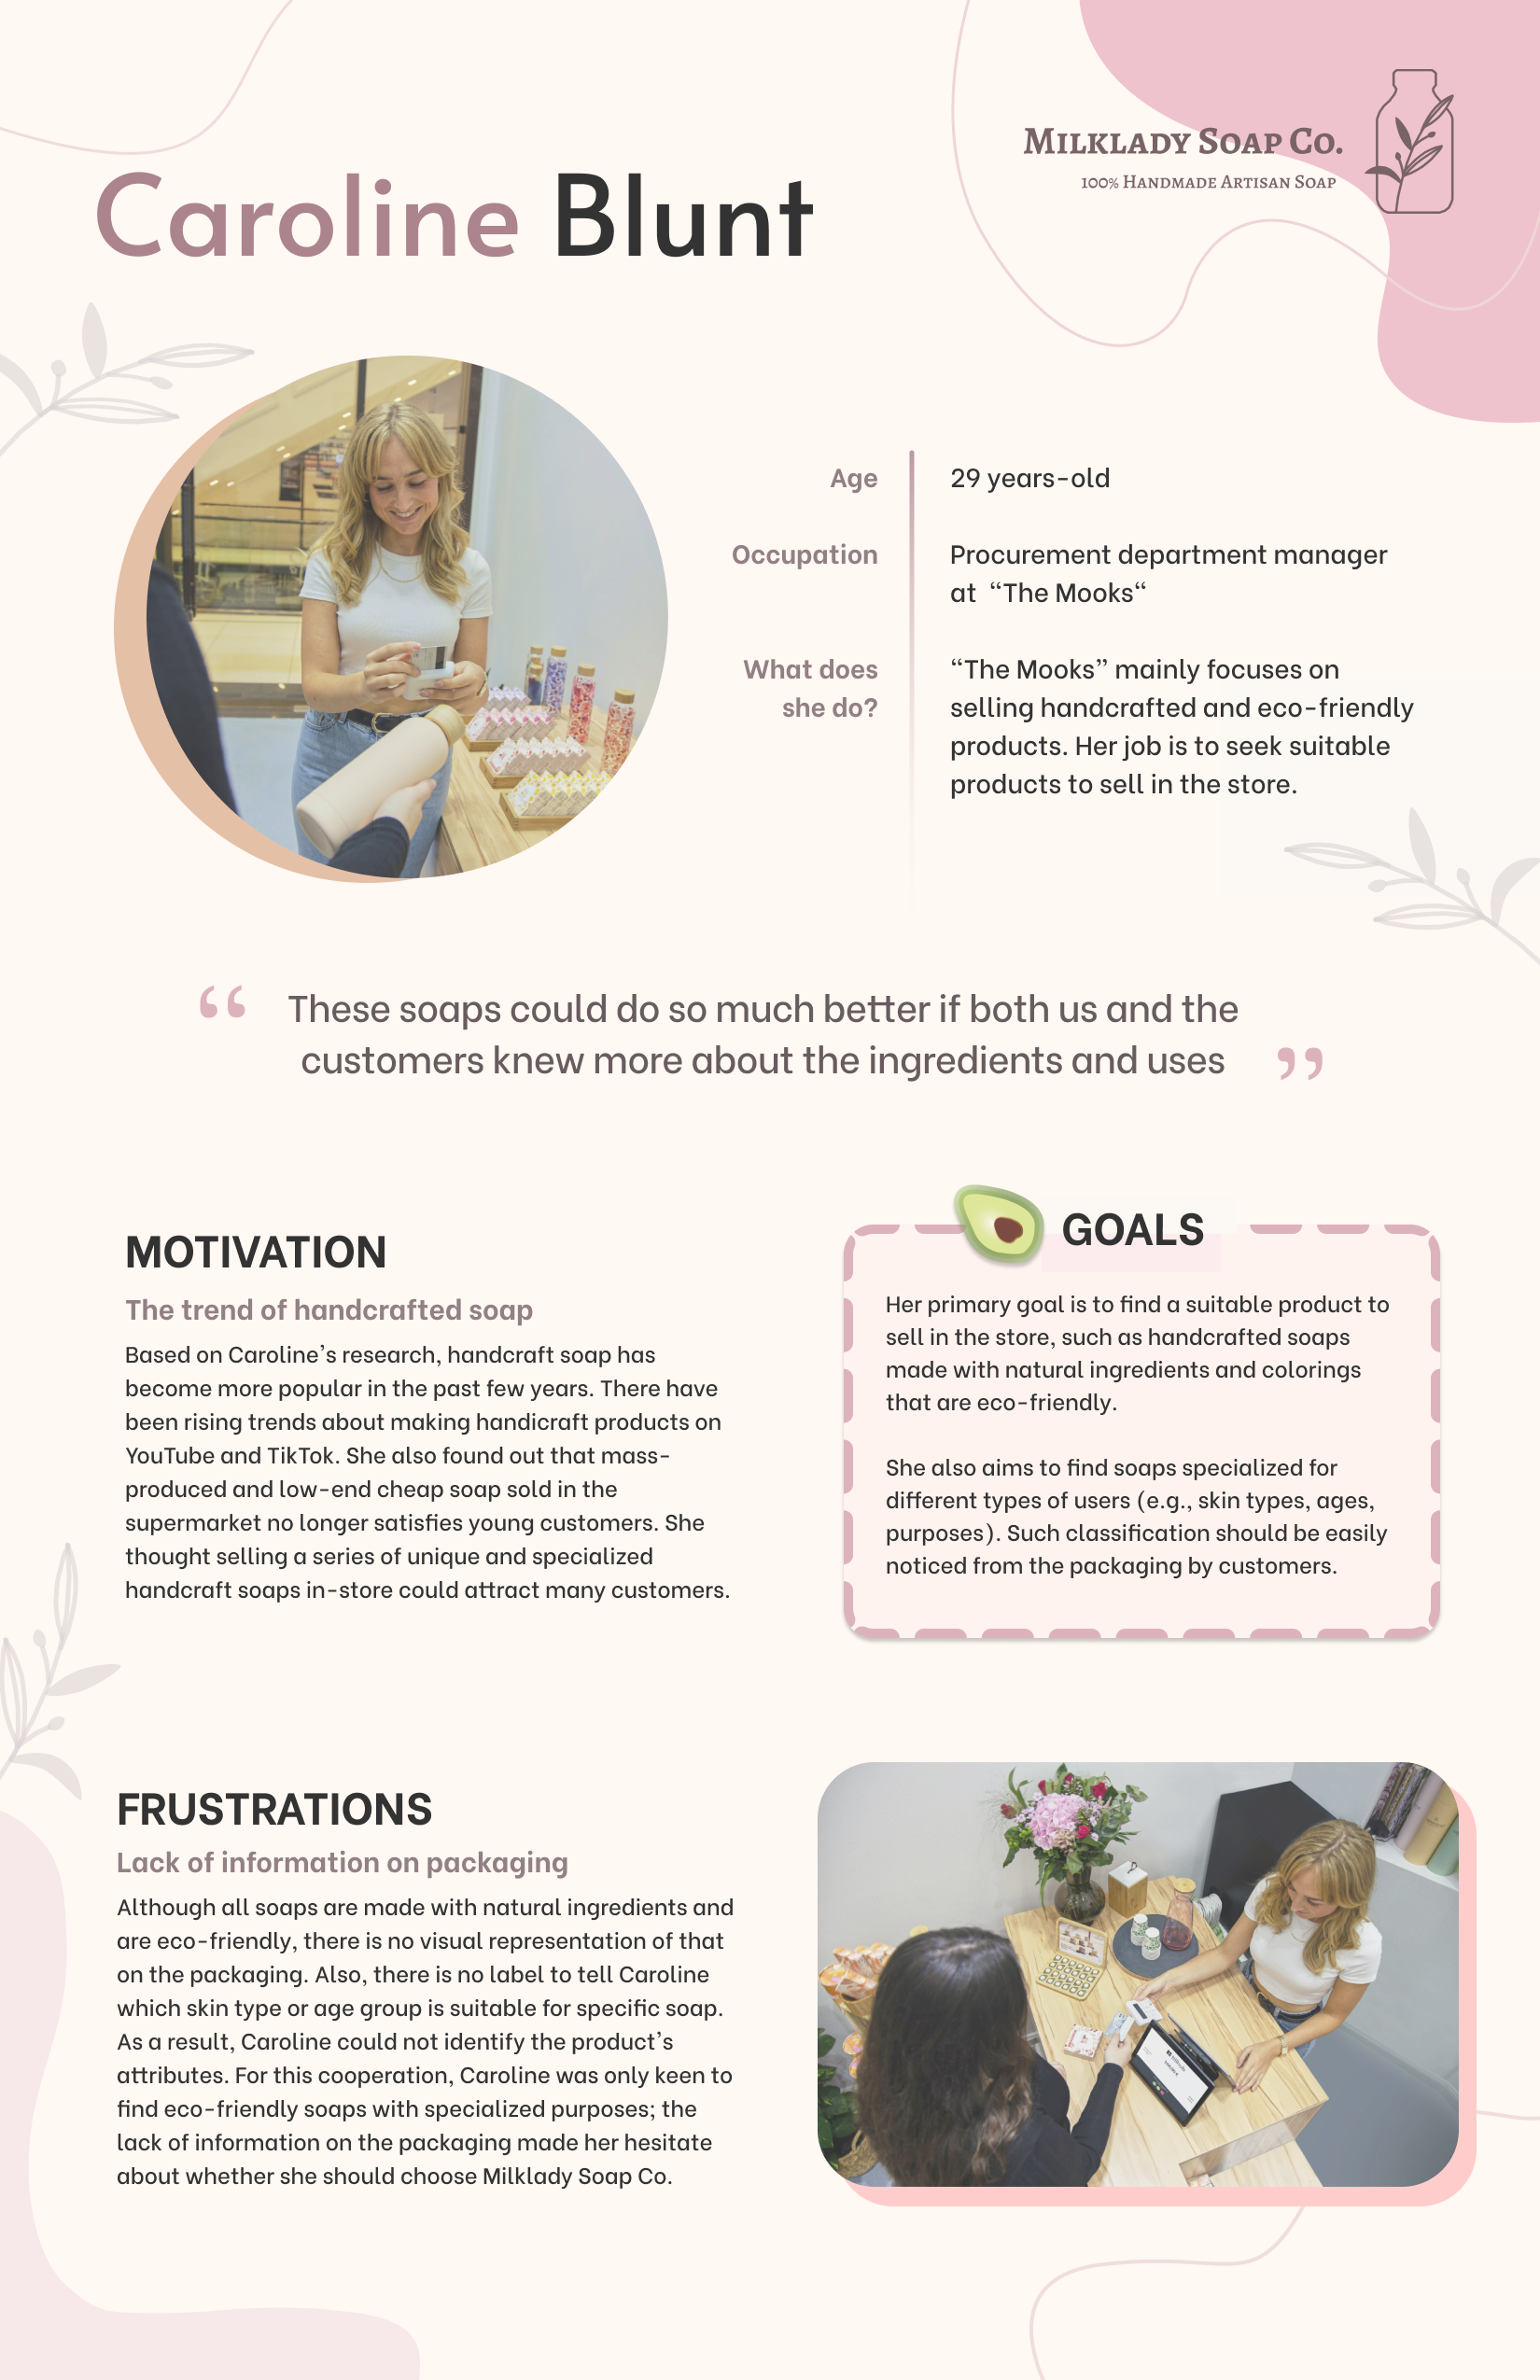 Milklady Soap Co.
100% Handmade Artisan Soap
Caroline Blunt
Age
29 years-old
Occupation
Procurement department manager
at “The Mooks“
What does
she do?
“The Mooks” mainly focuses on
selling handcrafted and eco-friendly
products. Her job is to seek suitable
products to sell in the store.
“ These soaps could do so much better if both us and the
customers knew more about the ingredients and uses ”
MOTIVATION
The trend of handcrafted soap
Based on Caroline's research, handcraft soap has
become more popular in the past few years. There have
been rising trends about making handicraft products on
YouTube and TikTok. She also found out that mass-
produced and low-end cheap soap sold in the
supermarket no longer satisfies young customers. She
thought selling a series of unique and specialized
handcraft soaps in-store could attract many customers.
GOALS
Her primary goal is to find a suitable product to
sell in the store, such as handcrafted soaps
made with natural ingredients and colorings
that are eco-friendly.
She also aims to find soaps specialized for
different types of users (e.g., skin types, ages,
purposes). Such classification should be easily
noticed from the packaging by customers.
FRUSTRATIONS
Lack of information on packaging
Although all soaps are made with natural ingredients and
are eco-friendly, there is no visual representation of that
on the packaging. Also, there is no label to tell Caroline
which skin type or age group is suitable for specific soap.
As a result, Caroline could not identify the product's
attributes. For this cooperation, Caroline was only keen to
find eco-friendly soaps with specialized purposes; the
lack of information on the packaging made her hesitate
about whether she should choose Milklady Soap Co.